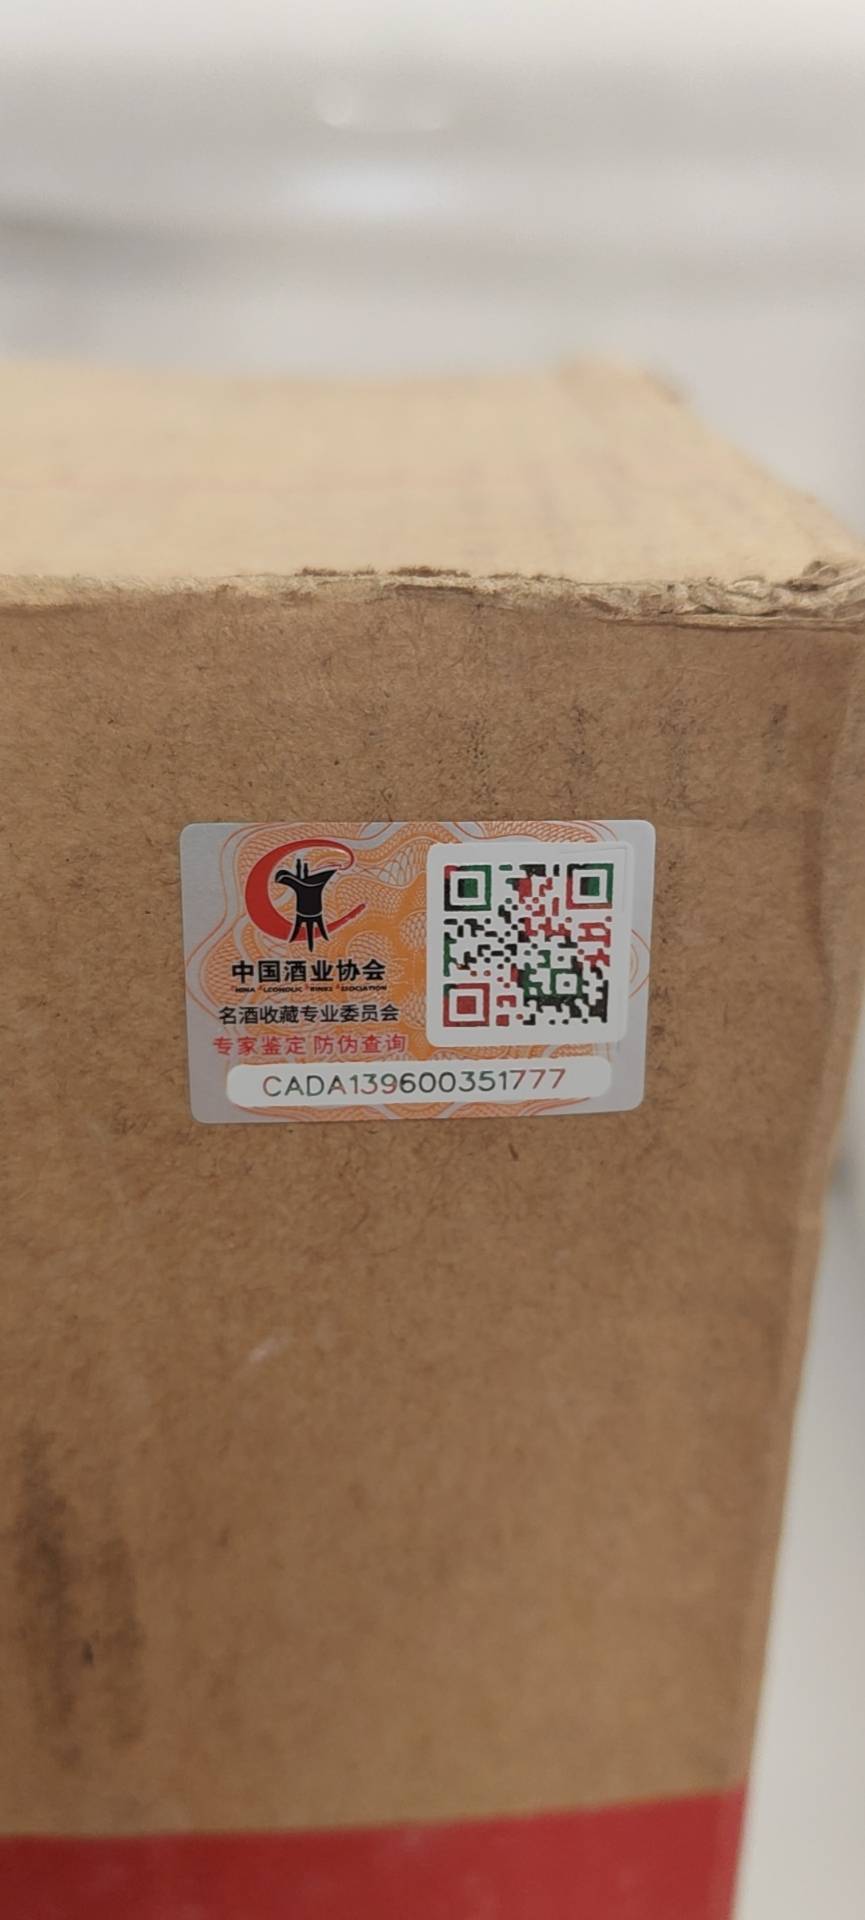 中国酒业协会
名酒收藏专业委员会
专家鉴定 防伪查询
CADA139600351777